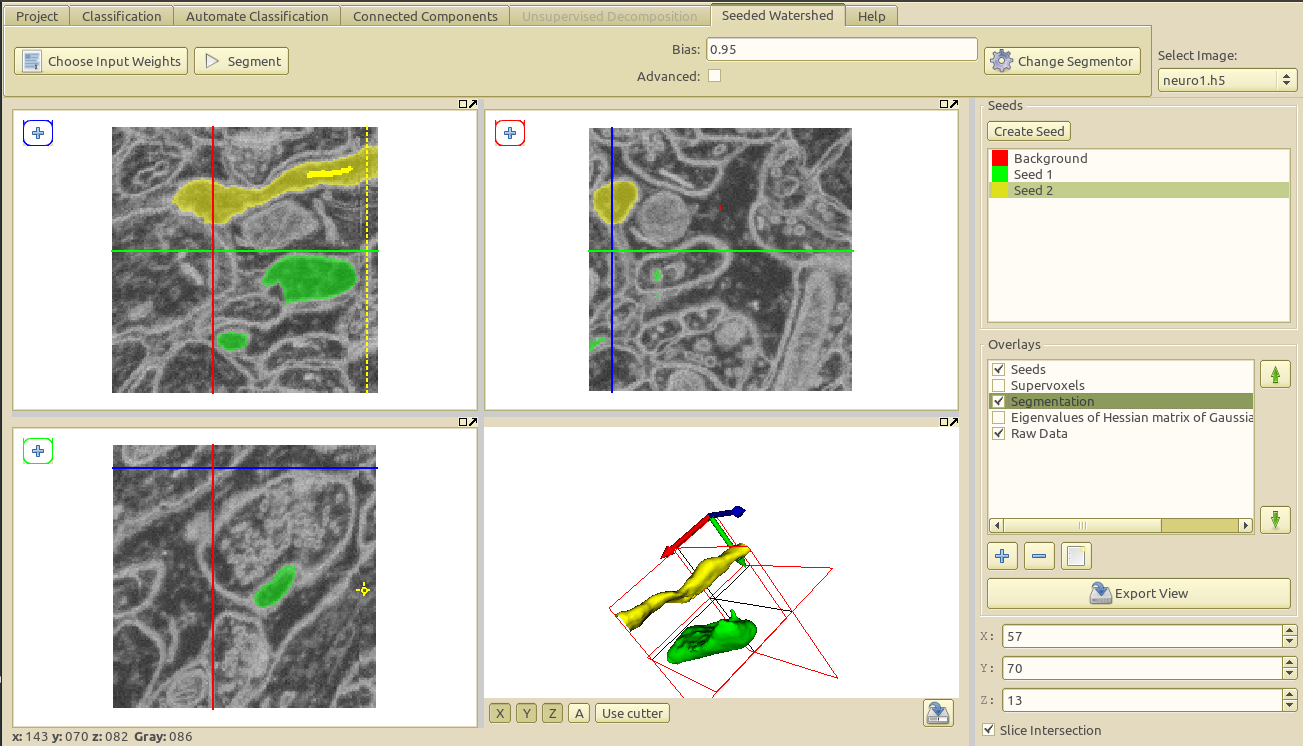 Project Classification Automate Classification Connected Components Unsupervised Decomposition Seeded Watershed Help
Choose Input Weights Segment
Bias: 0.95
Advanced:
Change Segmentor
Select Image:
neuro1.h5
Seeds
Create Seed
Background
Seed 1
Seed 2
Overlays
Seeds
Supervoxels
Segmentation
Eigenvalues of Hessian matrix of Gaussia
Raw Data
Export View
X: 57
Y: 70
Z: 13
Slice Intersection
X Y Z A Use cutter
x: 143 y: 070 z: 082 Gray: 086